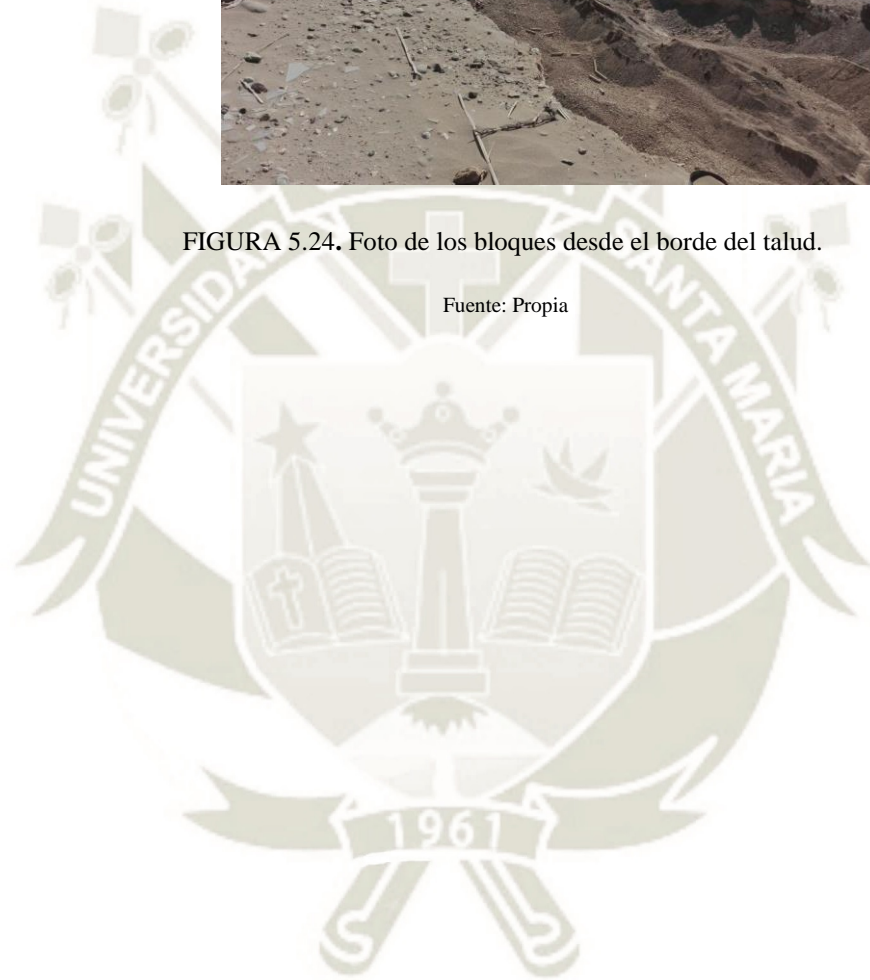 FIGURA 5.24. Foto de los bloques desde el borde del talud.
Fuente: Propia
UNIVERSIDAD
SANTA MARIA
1961